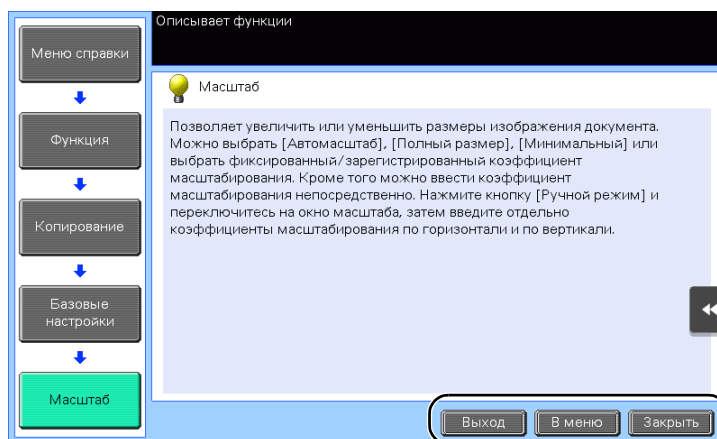 Описывает функции
Меню справки
Функция
Копирование
Базовые
настройки
Масштаб
Масштаб
Позволяет увеличить или уменьшить размеры изображения документа.
Можно выбрать [Автомасштаб], [Полный размер], [Минимальный] или
выбрать фиксированный/зарегистрированный коэффициент
масштабирования. Кроме того можно ввести коэффициент
масштабирования непосредственно. Нажмите кнопку [Ручной режим] и
переключитесь на окно масштаба, затем введите отдельно
коэффициенты масштабирования по горизонтали и по вертикали.
Выход
В меню
Закрыть